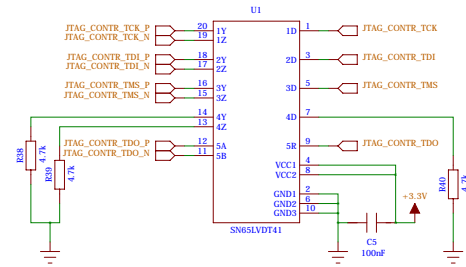 U1
JTAG_CONTR_TCK_P 20 1Y 1D 1 JTAG_CONTR_TCK
JTAG_CONTR_TCK_N 19 1Z
JTAG_CONTR_TDI_P 18 2Y 2D 3 JTAG_CONTR_TDI
JTAG_CONTR_TDI_N 17 2Z
JTAG_CONTR_TMS_P 16 3Y 3D 5 JTAG_CONTR_TMS
JTAG_CONTR_TMS_N 15 3Z
14 4Y 4D 7
13 4Z
JTAG_CONTR_TDO_P 12 5A 5R 9 JTAG_CONTR_TDO
JTAG_CONTR_TDO_N 11 5B
R38 4.7k
R39 4.7k
VCC1 4
VCC2 8
GND1 2
GND2 6
GND3 10
+3.3V
R40 4.7k
SN65LVDT41
C5
100nF